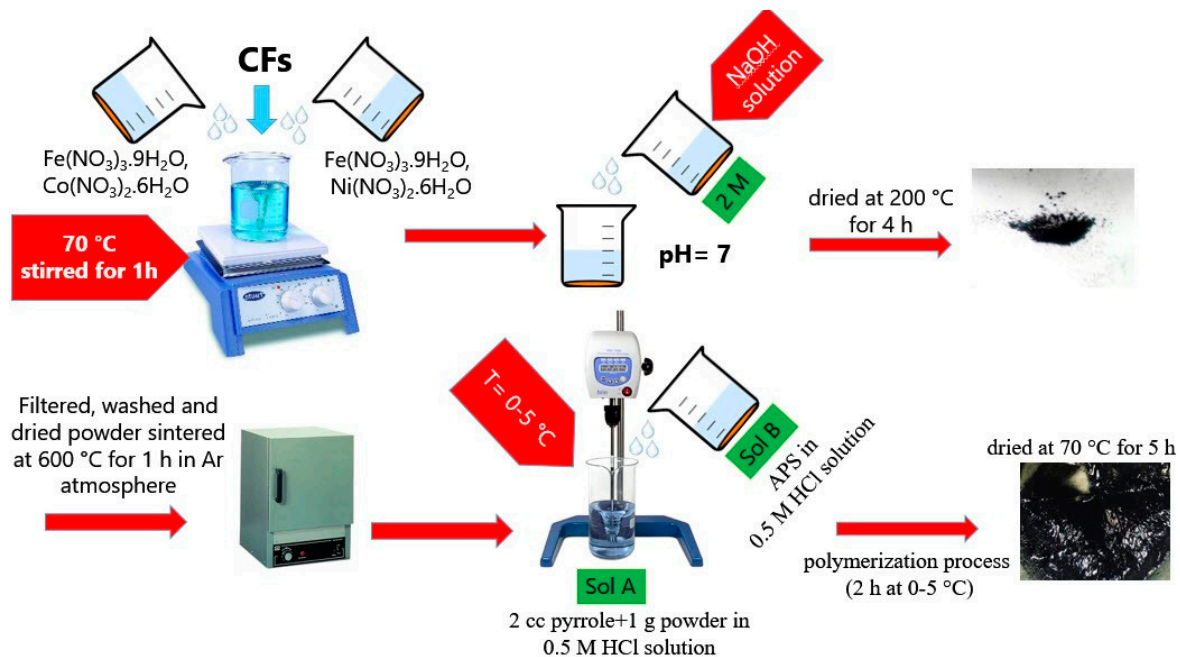 CFs
Fe(NO₃)₃.9H₂O,
Co(NO₃)₂.6H₂O
Fe(NO₃)₃.9H₂O,
Ni(NO₃)₂.6H₂O
70 °C
stirred for 1h
NaOH
solution
2 M
pH= 7
dried at 200 °C
for 4 h
Filtered, washed and
dried powder sintered
at 600 °C for 1 h in Ar
atmosphere
T= 0-5 °C
Sol B
APS in
0.5 M HCl solution
Sol A
2 cc pyrrole+1 g powder in
0.5 M HCl solution
polymerization process
(2 h at 0-5 °C)
dried at 70 °C for 5 h